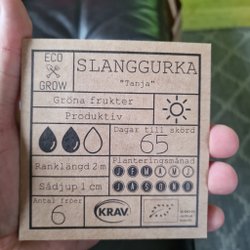 ECO
GROW
SLANGGURKA
"Tanja"
Gröna frukter
Produktiv
Dagar till skörd
65
Ranklängd 2 m
Planteringsmånad
J F M A M J
J A S O N D
Sådjup 1 cm
Antal fröer
6
KRAV